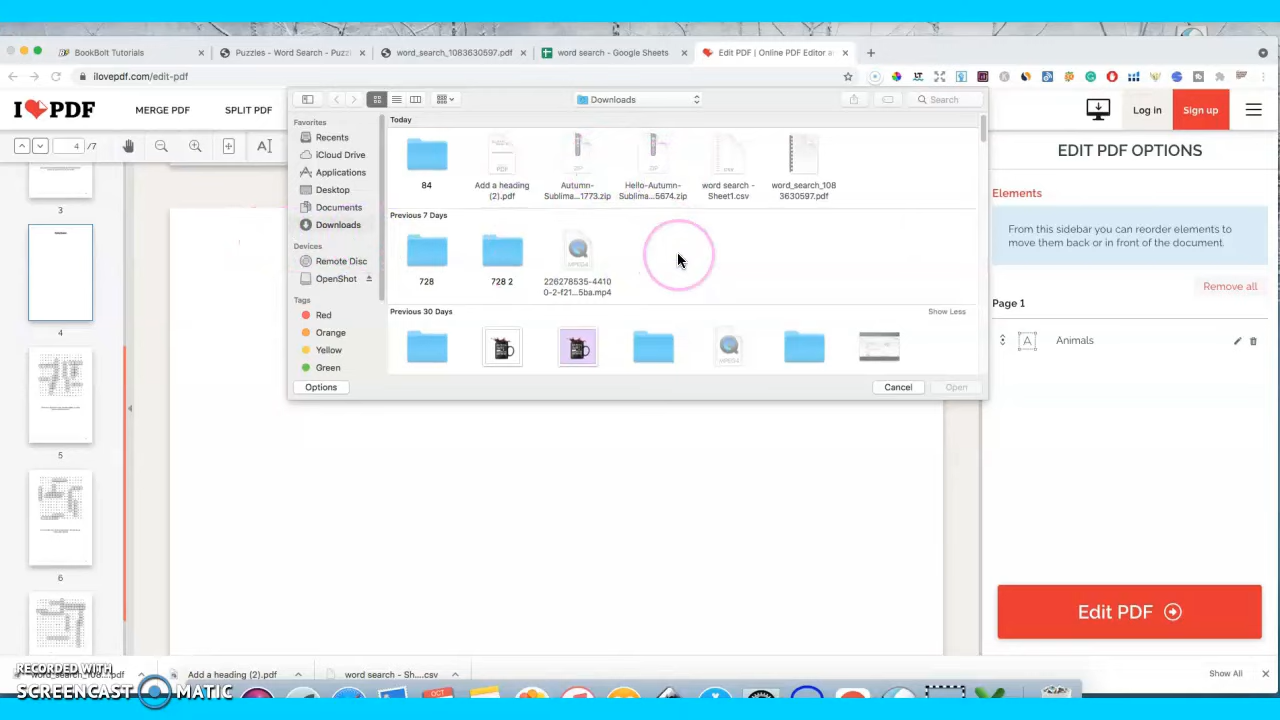 BookBolt Tutorials
Puzzles - Word Search - Puzzl
word_search_1083630597.pdf
word search - Google Sheets
Edit PDF | Online PDF Editor a
ilovepdf.com/edit-pdf
I PDF
MERGE PDF
SPLIT PDF
Log in
Sign up
4 /7
Downloads
Search
Favorites
Recents
iCloud Drive
Applications
Desktop
Documents
Downloads
Devices
Remote Disc
OpenShot
Tags
Red
Orange
Yellow
Green
Options
Today
84
Add a heading
(2).pdf
Autumn-
Sublima...1773.zip
Hello-Autumn-
Sublima...5674.zip
word search -
Sheet1.csv
word_search_108
3630597.pdf
Previous 7 Days
728
728 2
226278535-4410
0-2-f21...5ba.mp4
Previous 30 Days
Show Less
Cancel
Open
EDIT PDF OPTIONS
Elements
From this sidebar you can reorder elements to
move them back or in front of the document.
Remove all
Page 1
Animals
Edit PDF
3
4
5
6
word_search_108....pdf
Add a heading (2).pdf
word search - Sh....csv
Show All
RECORDED WITH
SCREENCAST MATIC